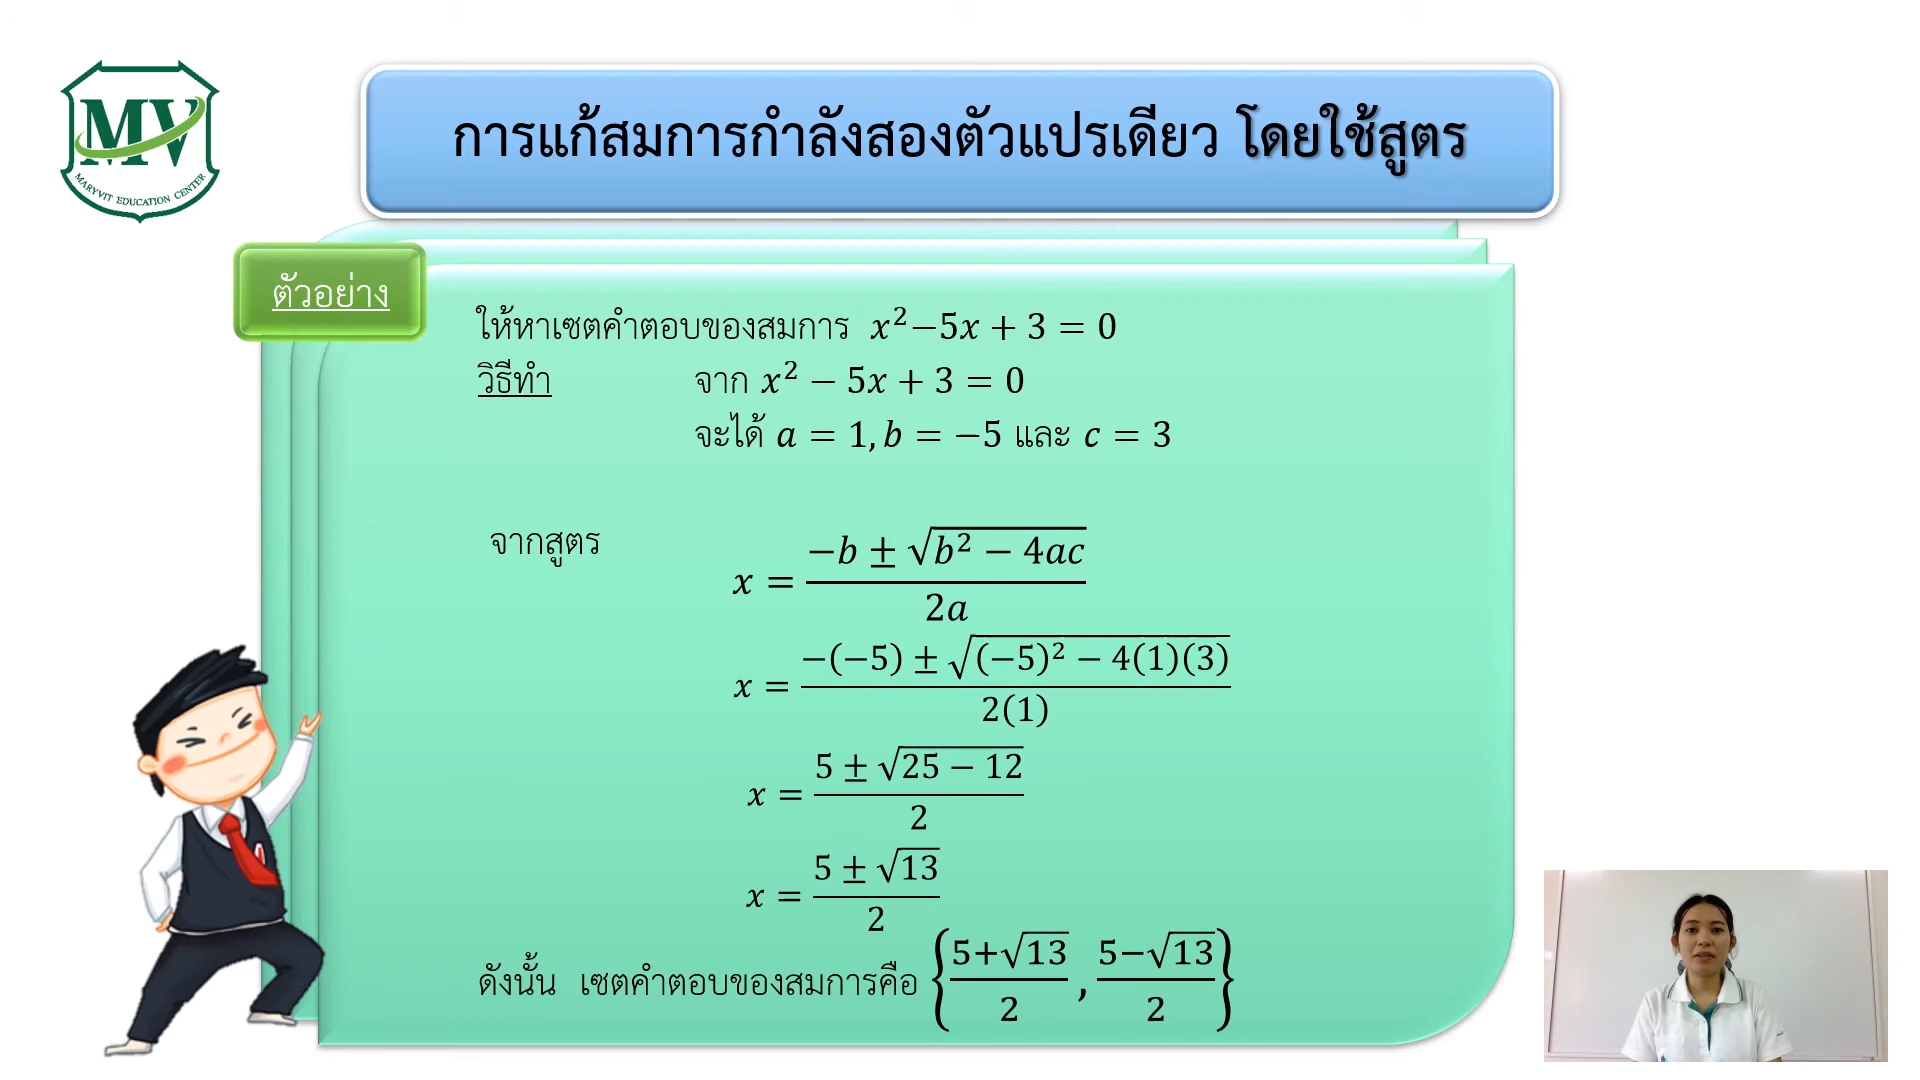 MV
MARYVIT EDUCATION CENTER
การแก้สมการกำลังสองตัวแปรเดียว โดยใช้สูตร
ตัวอย่าง
ให้หาเซตคำตอบของสมการ x²−5x + 3 = 0
วิธีทำ จาก x² − 5x + 3 = 0
จะได้ a = 1, b = −5 และ c = 3
จากสูตร
x = (−b ± √(b² − 4ac)) / 2a
x = (−(−5) ± √((−5)² − 4(1)(3))) / 2(1)
x = (5 ± √(25 − 12)) / 2
x = (5 ± √13) / 2
ดังนั้น เซตคำตอบของสมการคือ {(5+√13)/2 , (5−√13)/2}